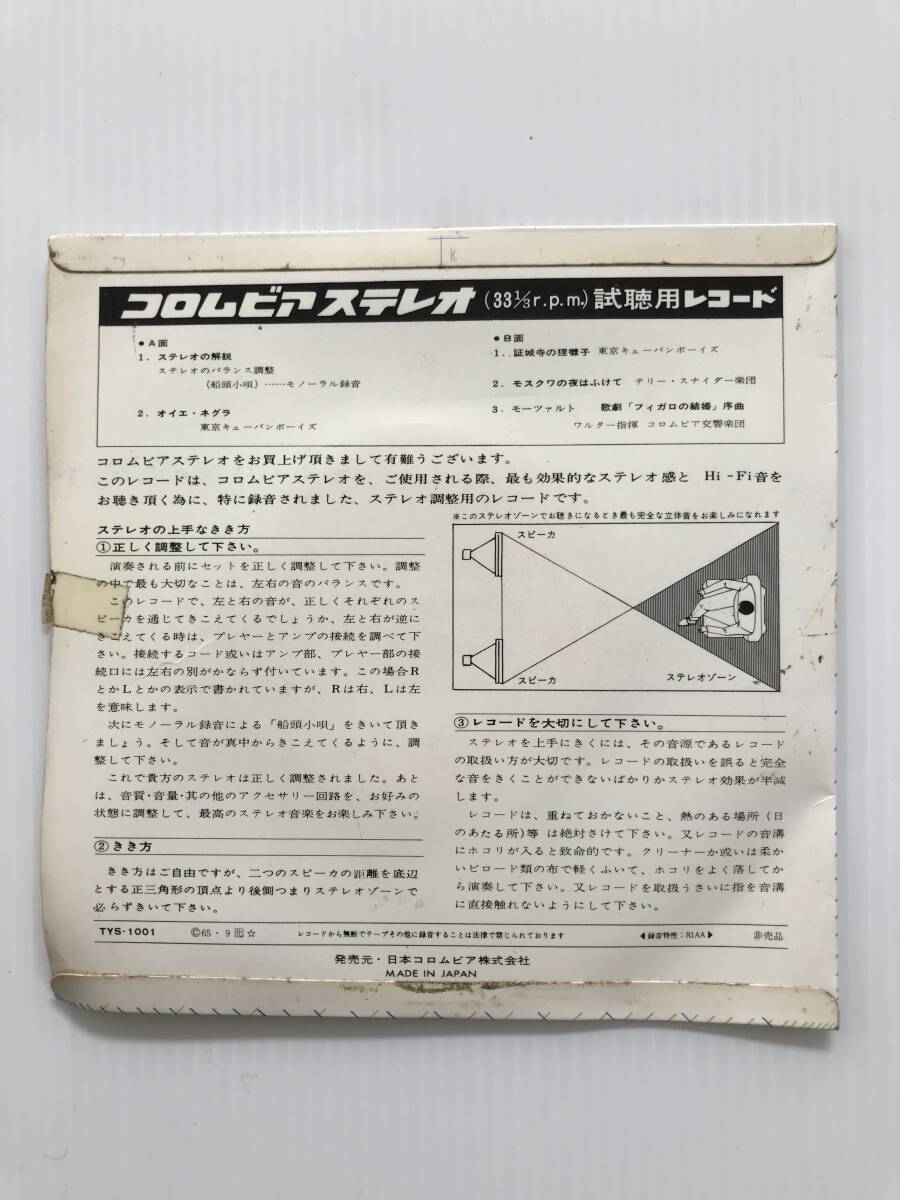 コロムビアステレオ(33⅓r.p.m.)試聴用レコード
●A面
1．ステレオの解説
ステレオのバランス調整
(船頭小唄)……モノーラル録音
2．オイエ・ネグラ
東京キューバンボーイズ
●B面
1．証城寺の狸囃子 東京キューバンボーイズ
2．モスクワの夜はふけて テリー・スナイダー楽団
3．モーツァルト 歌劇「フィガロの結婚」序曲
ワルター指揮 コロムビア交響楽団
コロムビアステレオをお買上げ頂きまして有難うございます。
このレコードは、コロムビアステレオを、ご使用される際、最も効果的なステレオ感と Hi-Fi音を
お聴き頂く為に、特に録音されました、ステレオ調整用のレコードです。
ステレオの上手なきき方
①正しく調整して下さい。
演奏される前にセットを正しく調整して下さい。調整
の中で最も大切なことは、左右の音のバランスです。
このレコードで、左と右の音が、正しくそれぞれのス
ピーカを通じてきこえてくるでしょうか、左と右が逆に
きこえてくる時は、プレヤーとアンプの接続を調べて下
さい。接続するコード或いはアンプ部、プレヤー部の接
続口には左右の別がかならず付いています。この場合R
とかLとかの表示で書かれていますが、Rは右、Lは左
を意味します。
次にモノーラル録音による「船頭小唄」をきいて頂き
ましょう。そして音が真中からきこえてくるように、調
整して下さい。
これで貴方のステレオは正しく調整されました。あと
は、音質・音量・其の他のアクセサリー回路を、お好みの
状態に調整して、最高のステレオ音楽をお楽しみ下さい。
②きき方
きき方はご自由ですが、二つのスピーカの距離を底辺
とする正三角形の頂点より後側つまりステレオゾーンで
必らずきいて下さい。
※このステレオゾーンでお聴きになるとき最も完全な立体音をお楽しみになれます
スピーカ
スピーカ
ステレオゾーン
③レコードを大切にして下さい。
ステレオを上手にきくには、その音源であるレコード
の取扱い方が大切です。レコードの取扱いを誤ると完全
な音をきくことができないばかりかステレオ効果が半減
します。
レコードは、重ねておかないこと、熱のある場所（日
のあたる所）等 は絶対さけて下さい。又レコードの音溝
にホコリが入ると致命的です。クリーナーか或いは柔か
いビロード類の布で軽くふいて、ホコリをよく落してか
ら演奏して下さい。又レコードを取扱うさいに指を音溝
に直接触れないようにして下さい。
TYS-1001 ©65・9 ☆ レコードから無断でテープその他に録音することは法律で禁じられております ◀録音特性：RIAA▶ 非売品
発売元・日本コロムビア株式会社
MADE IN JAPAN